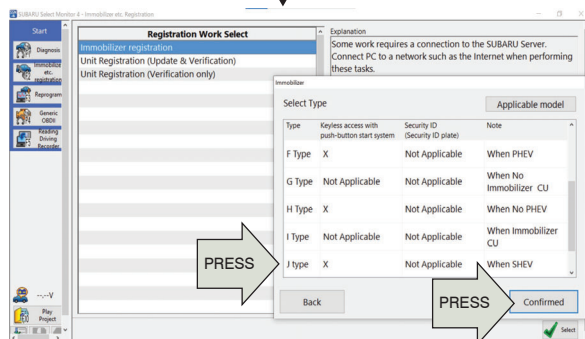 SUBARU Select Monitor 4 - Immobilizer etc. Registration
Start
Diagnosis
Immobilizer
etc.
registration
Reprogram
Generic
OBDII
Reading
Driving
Recorder
--.--V
Play
Project
Registration Work Select
Immobilizer registration
Unit Registration (Update & Verification)
Unit Registration (Verification only)
Explanation
Some work requires a connection to the SUBARU Server.
Connect PC to a network such as the Internet when performing
these tasks.
Immobilizer
Select Type
Applicable model
Type Keyless access with push-button start system Security ID (Security ID plate) Note
F Type X Not Applicable When PHEV
G Type Not Applicable Not Applicable When No Immobilizer CU
H Type X Not Applicable When No PHEV
I Type Not Applicable Not Applicable When Immobilizer CU
J type X Not Applicable When SHEV
PRESS
Back
PRESS
Confirmed
Select